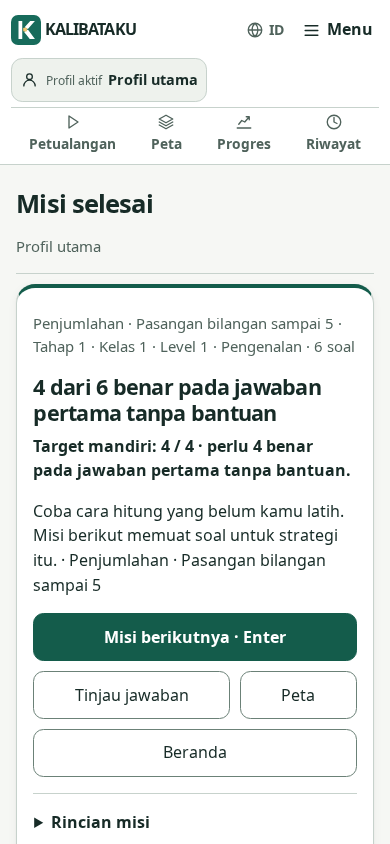 KALIBATAKU
ID
Menu
Profil aktif Profil utama
Petualangan
Peta
Progres
Riwayat
Misi selesai
Profil utama
Penjumlahan · Pasangan bilangan sampai 5 ·
Tahap 1 · Kelas 1 · Level 1 · Pengenalan · 6 soal
4 dari 6 benar pada jawaban
pertama tanpa bantuan
Target mandiri: 4 / 4 · perlu 4 benar
pada jawaban pertama tanpa bantuan.
Coba cara hitung yang belum kamu latih.
Misi berikut memuat soal untuk strategi
itu. · Penjumlahan · Pasangan bilangan
sampai 5
Misi berikutnya · Enter
Tinjau jawaban
Peta
Beranda
Rincian misi